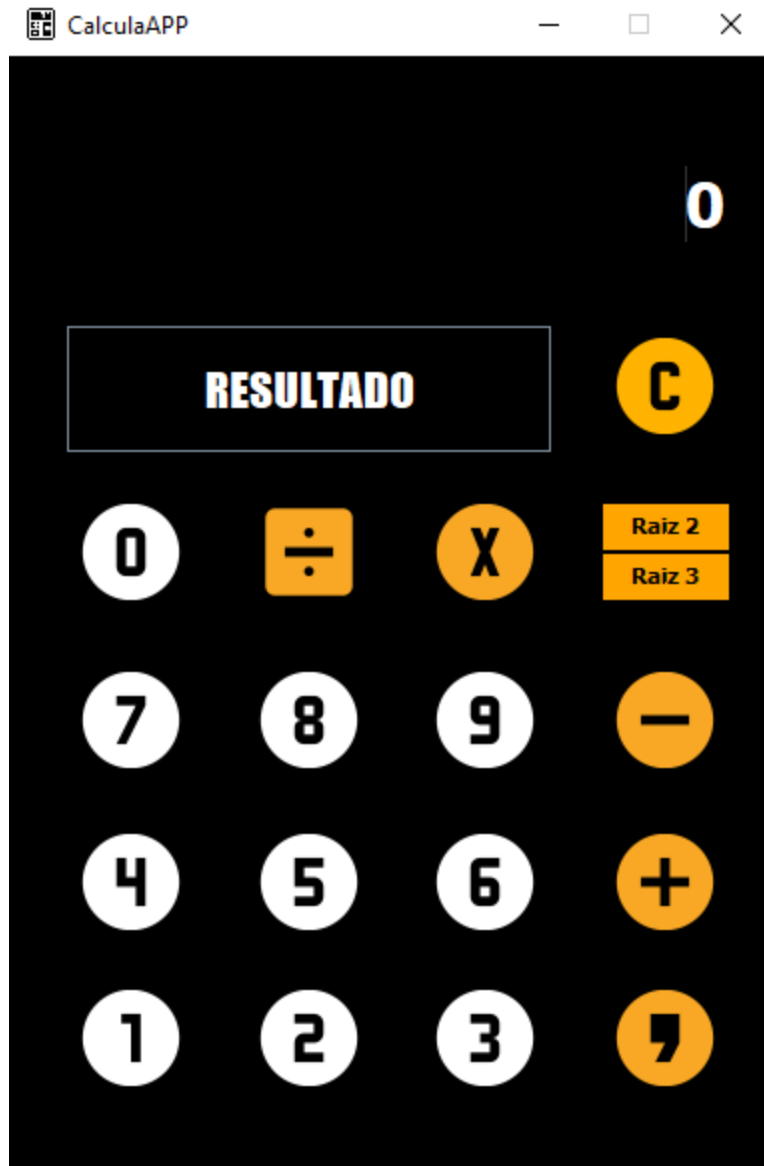 CalculaAPP
0
RESULTADO C
0 ÷ X Raiz 2
Raiz 3
7 8 9 −
4 5 6 +
1 2 3 ,